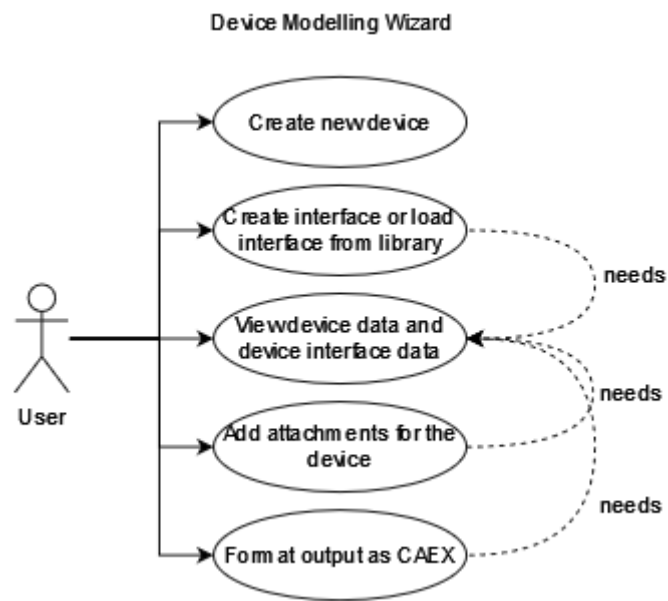 Device Modelling Wizard
Create new device
Create interface or load
interface from library
needs
View device data and
device interface data
User
needs
Add attachments for the
device
needs
Format output as CAEX